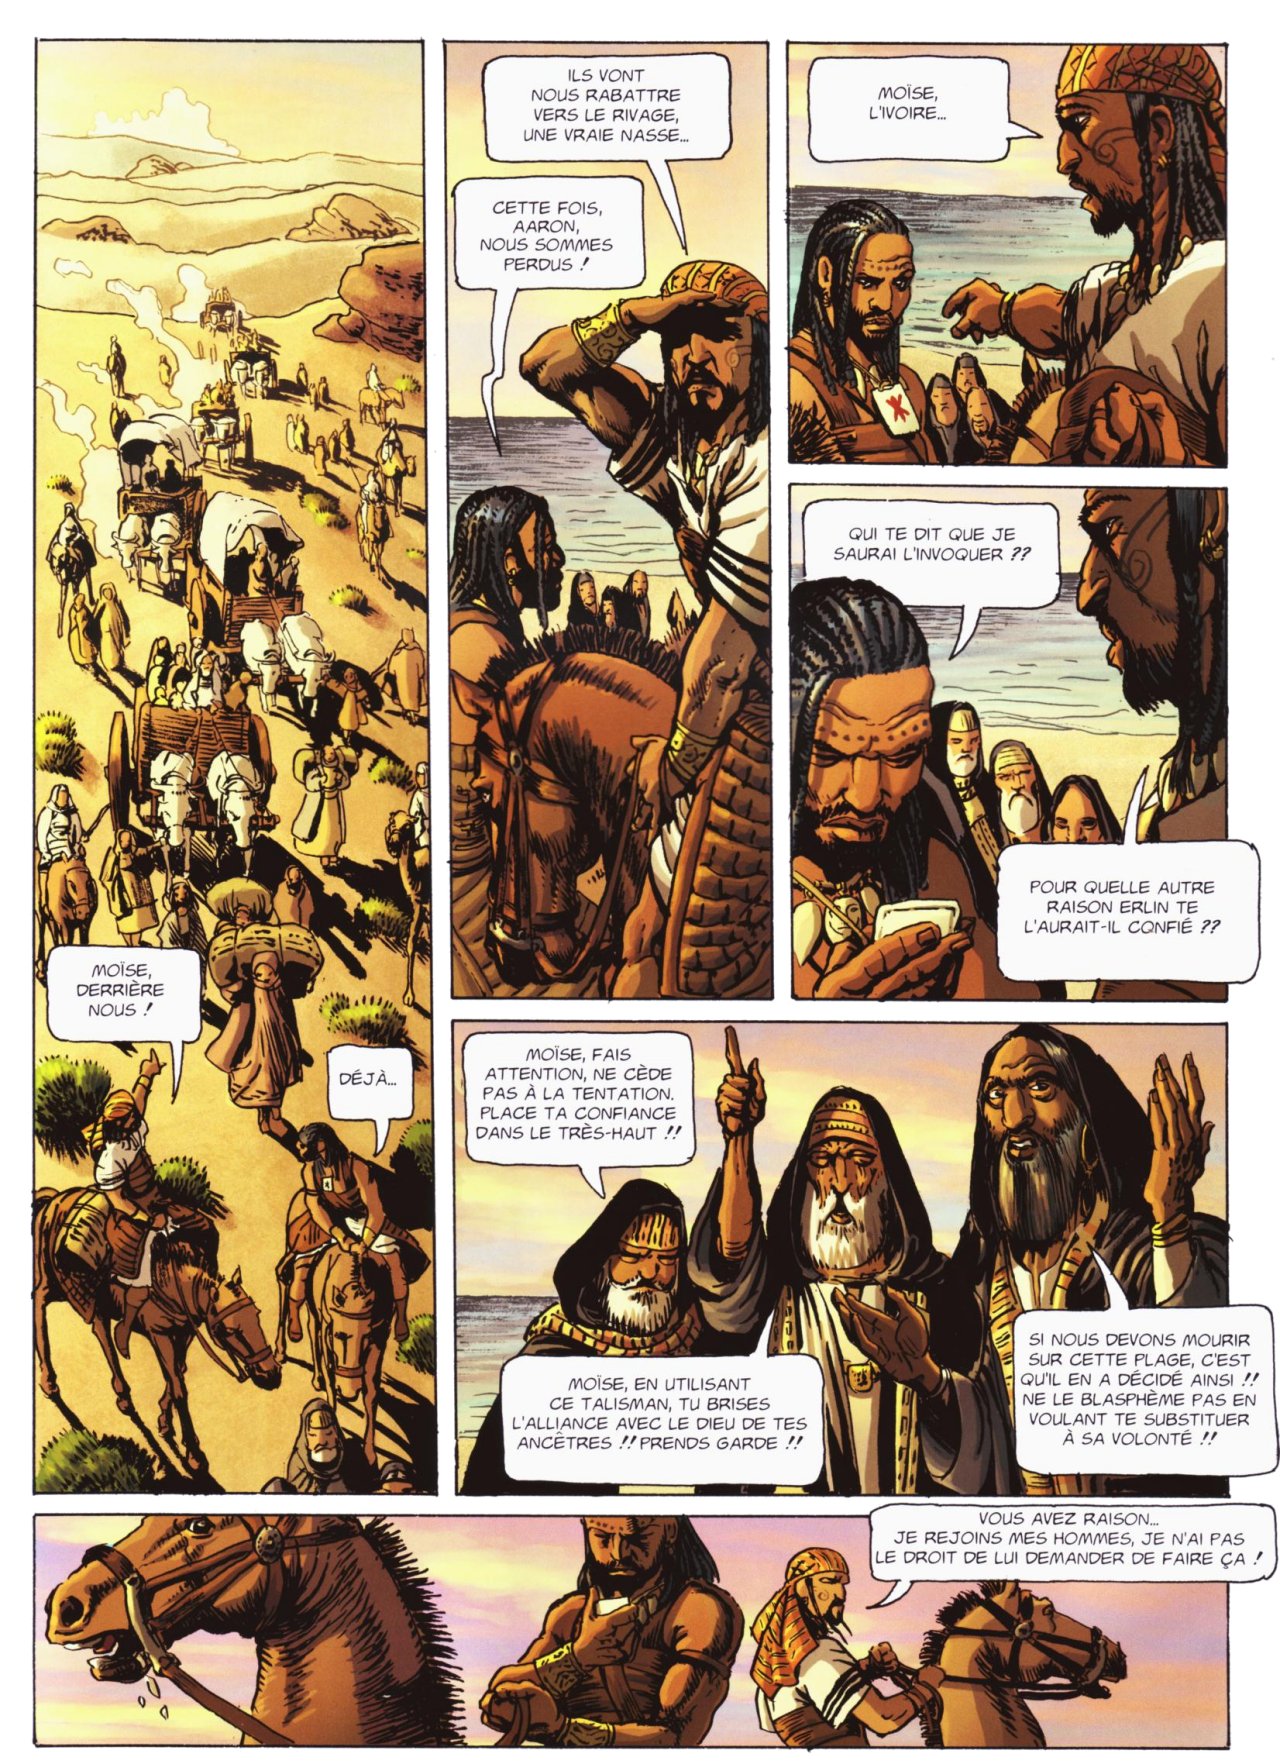 MOÏSE,
DERRIÈRE
NOUS !
DÉJÀ...
ILS VONT
NOUS RABATTRE
VERS LE RIVAGE,
UNE VRAIE NASSE...
CETTE FOIS,
AARON,
NOUS SOMMES
PERDUS !
MOÏSE,
L'IVOIRE...
QUI TE DIT QUE JE
SAURAI L'INVOQUER ??
POUR QUELLE AUTRE
RAISON ERLIN TE
L'AURAIT-IL CONFIÉ ??
MOÏSE, FAIS
ATTENTION, NE CÈDE
PAS À LA TENTATION.
PLACE TA CONFIANCE
DANS LE TRÈS-HAUT !!
MOÏSE, EN UTILISANT
CE TALISMAN, TU BRISES
L'ALLIANCE AVEC LE DIEU DE TES
ANCÊTRES !! PRENDS GARDE !!
SI NOUS DEVONS MOURIR
SUR CETTE PLAGE, C'EST
QU'IL EN A DÉCIDÉ AINSI !!
NE LE BLASPHÈME PAS EN
VOULANT TE SUBSTITUER
À SA VOLONTÉ !!
VOUS AVEZ RAISON...
JE REJOINS MES HOMMES, JE N'AI PAS
LE DROIT DE LUI DEMANDER DE FAIRE ÇA !